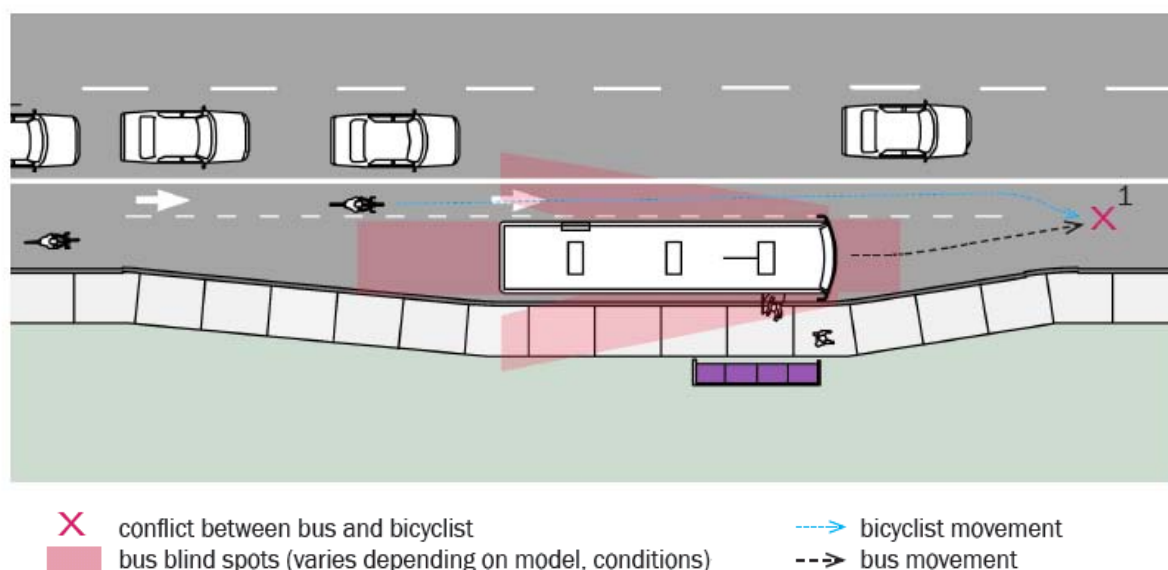 1
X conflict between bus and bicyclist
bicyclist movement
bus blind spots (varies depending on model, conditions)
bus movement